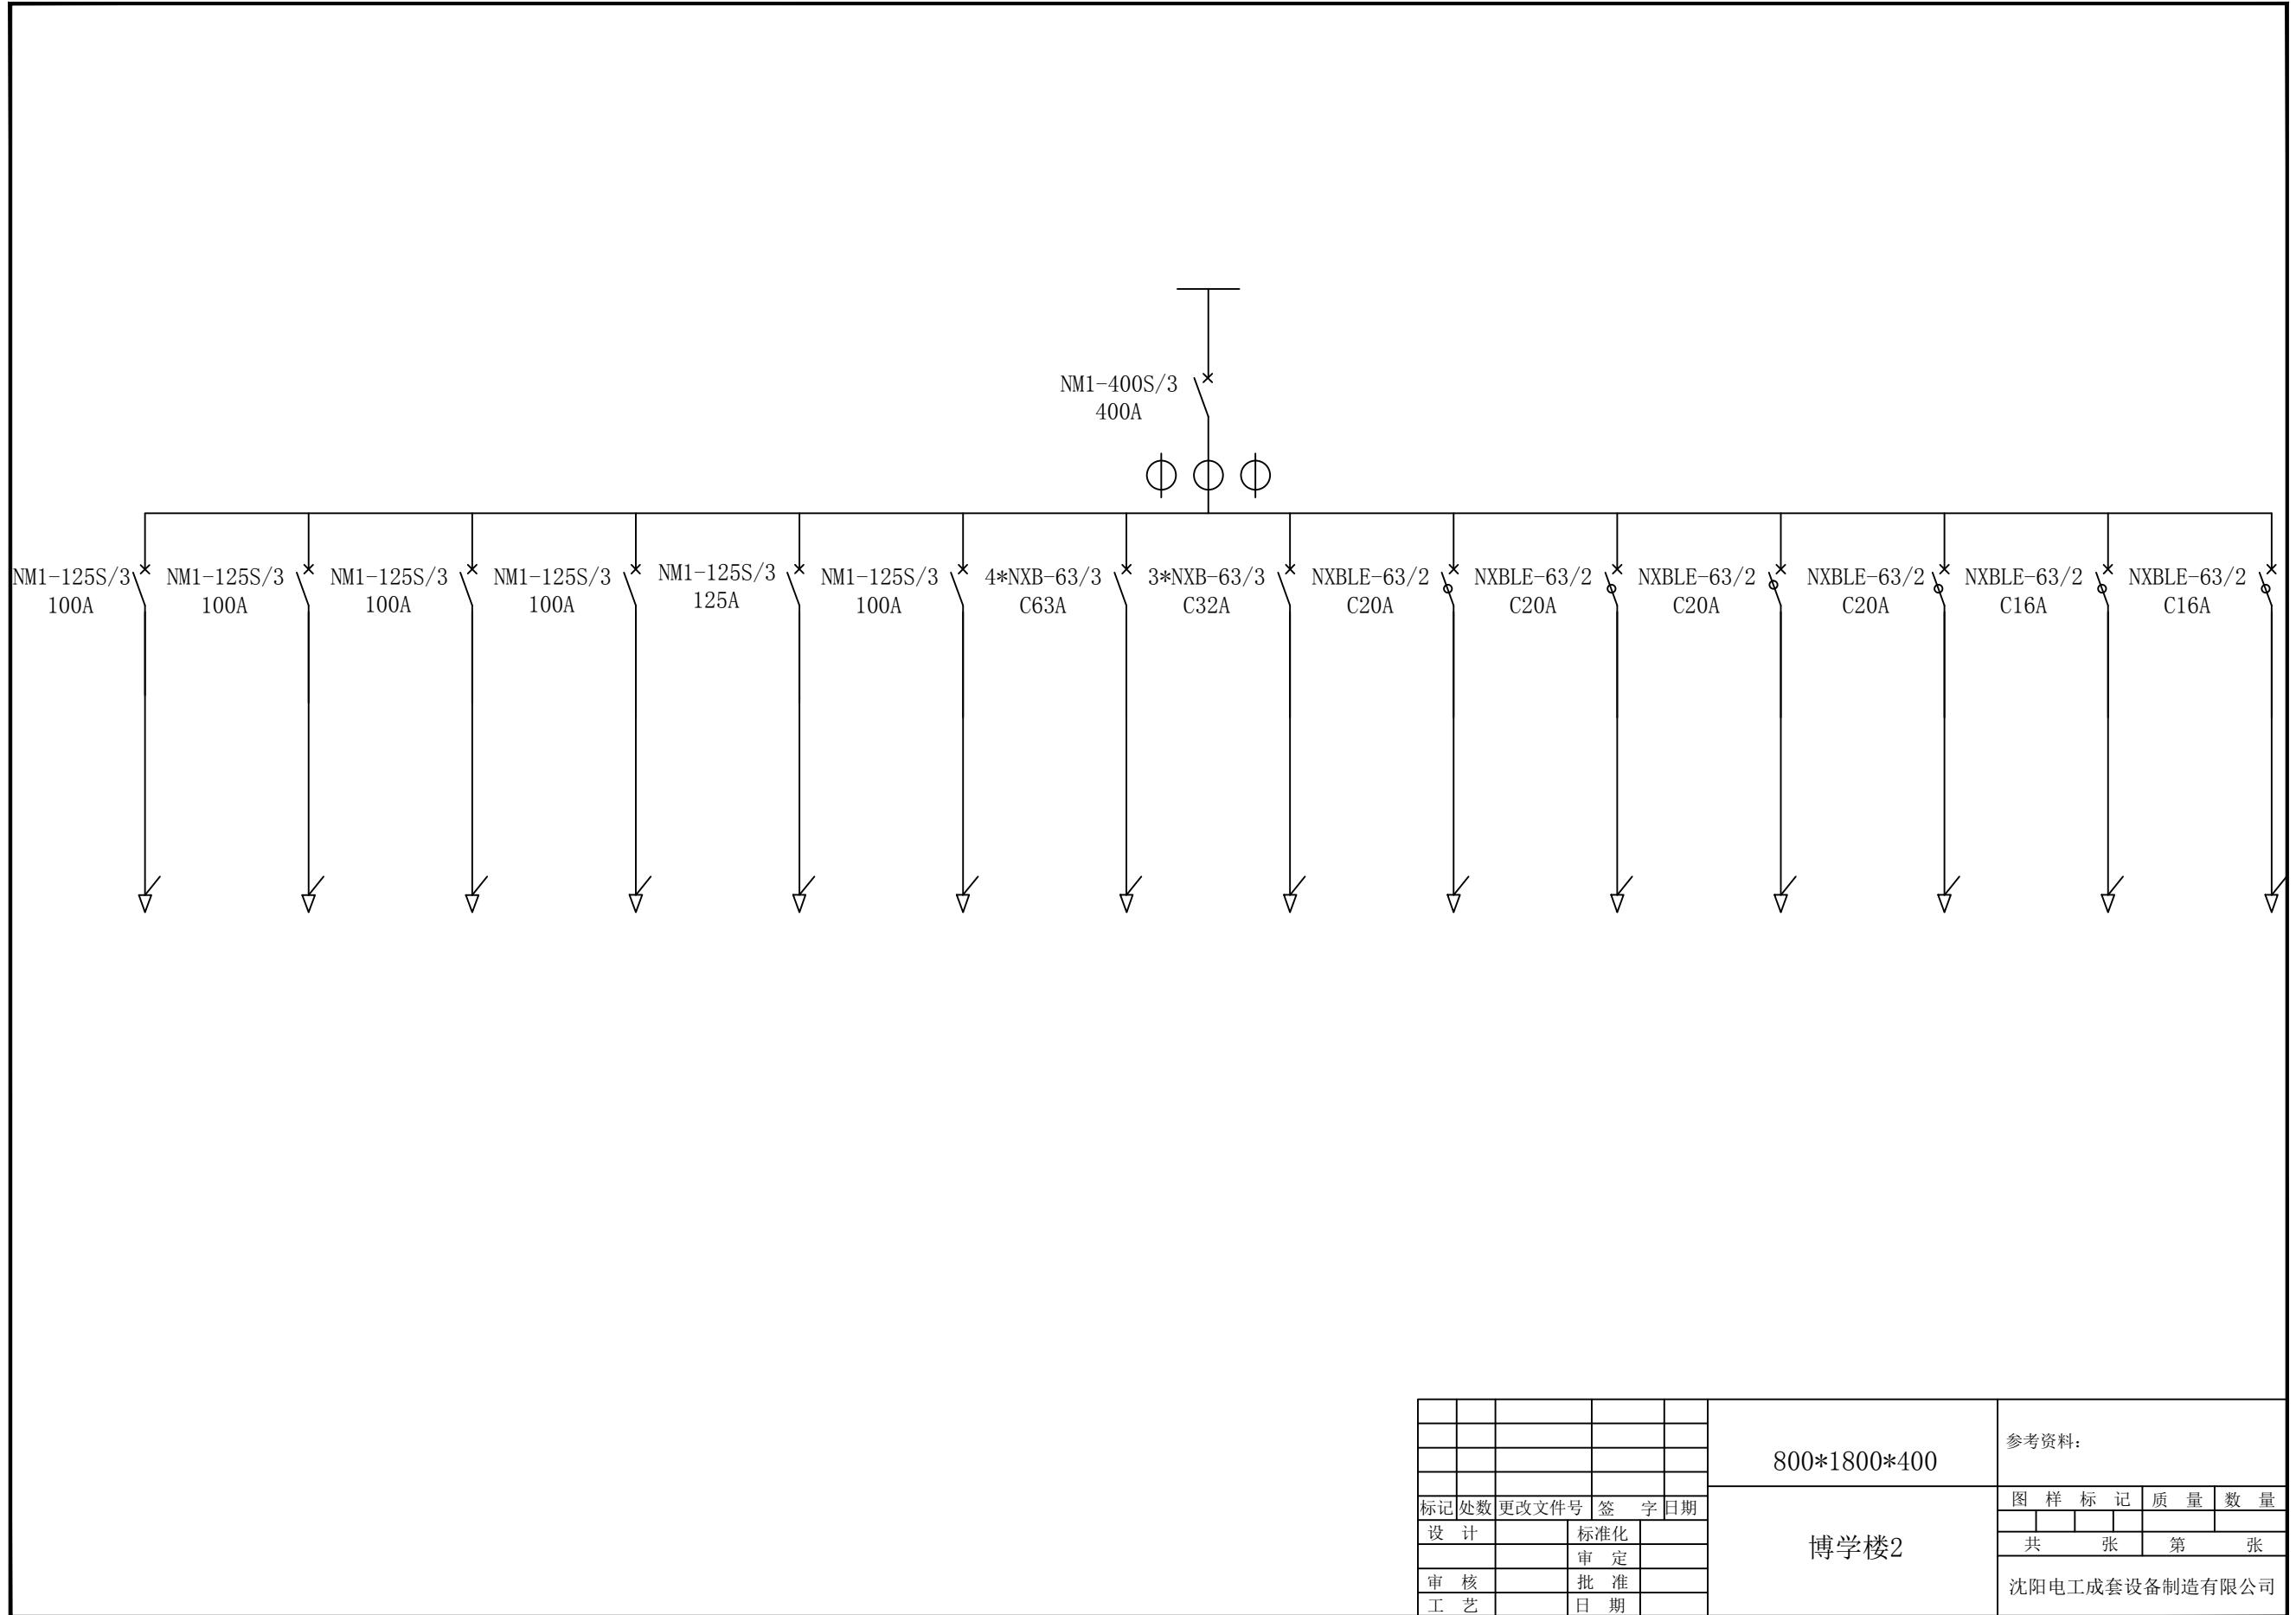 NM1-400S/3
400A
NM1-125S/3
100A
NM1-125S/3
100A
NM1-125S/3
100A
NM1-125S/3
100A
NM1-125S/3
125A
NM1-125S/3
100A
4*NXB-63/3
C63A
3*NXB-63/3
C32A
NXBLE-63/2
C20A
NXBLE-63/2
C20A
NXBLE-63/2
C20A
NXBLE-63/2
C20A
NXBLE-63/2
C16A
NXBLE-63/2
C16A
800*1800*400
参考资料:
标记 处数 更改文件号 签 字 日期
图 样 标 记 质 量 数 量
设 计 标准化
博学楼2
共 张 第 张
审 定
审 核 批 准
沈阳电工成套设备制造有限公司
工 艺 日 期